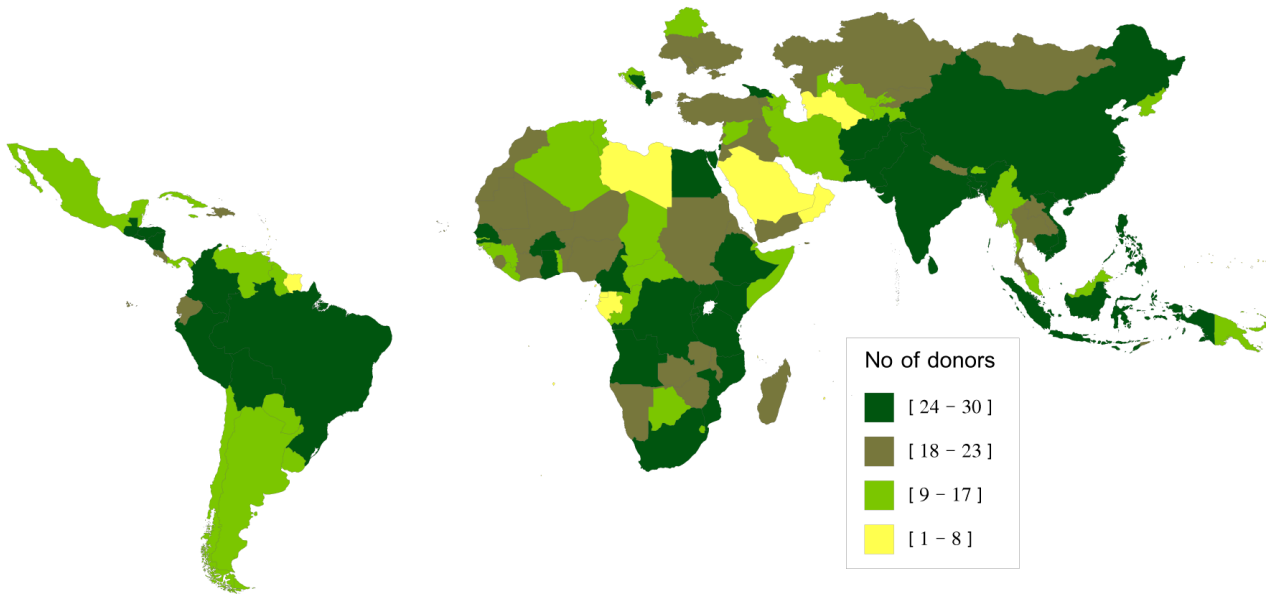 No of donors
[ 24 – 30 ]
[ 18 – 23 ]
[ 9 – 17 ]
[ 1 – 8 ]